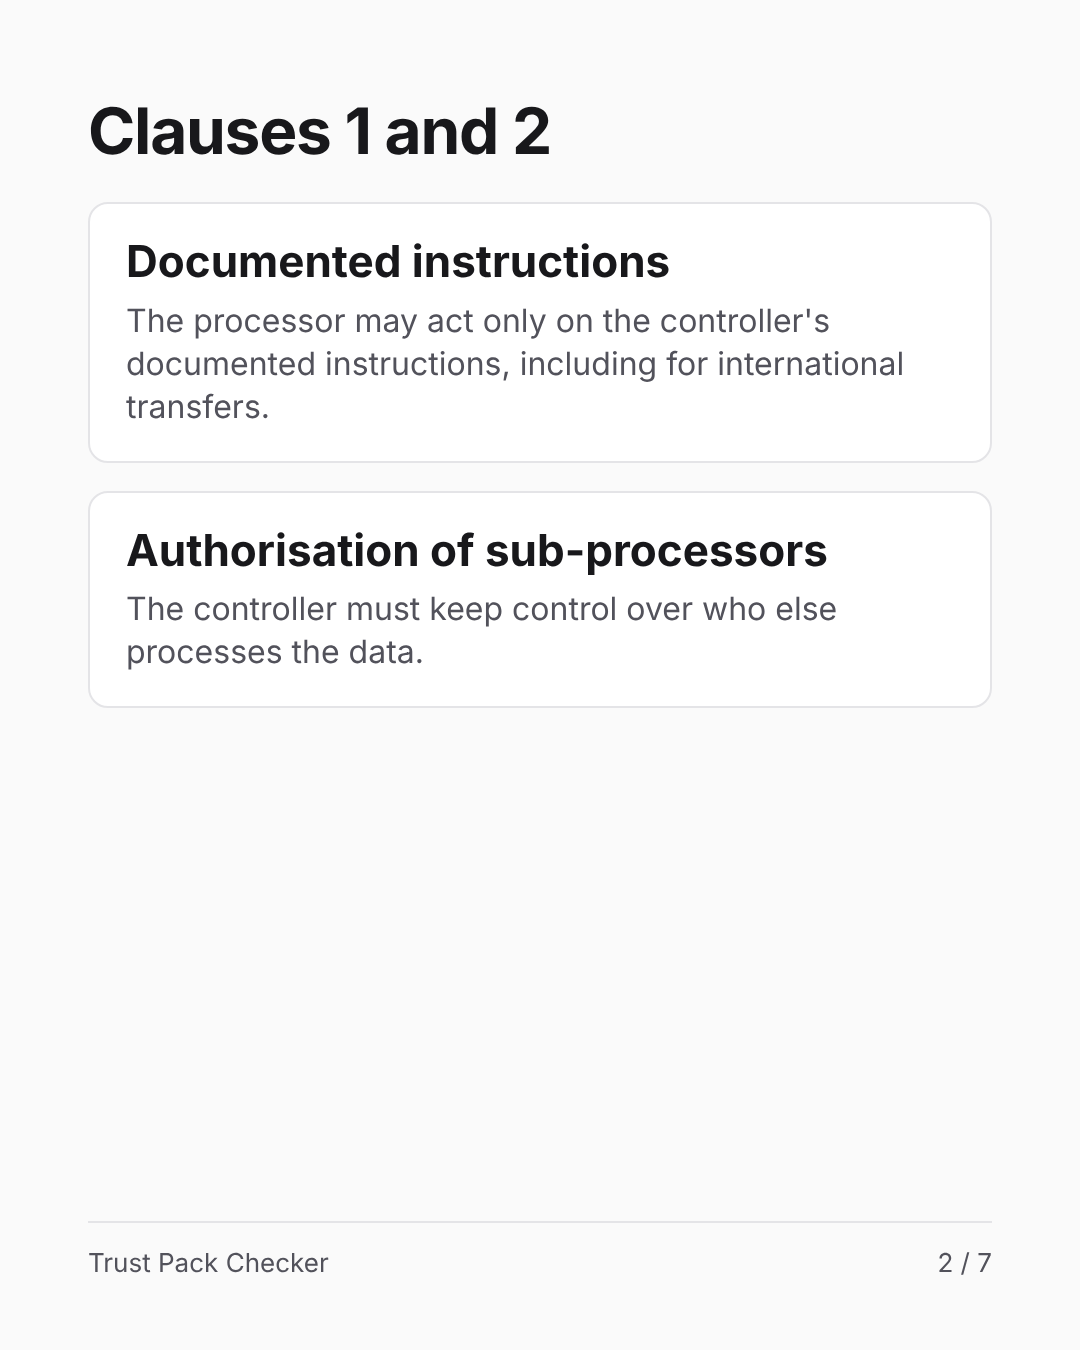 Clauses 1 and 2
Documented instructions
The processor may act only on the controller's
documented instructions, including for international
transfers.
Authorisation of sub-processors
The controller must keep control over who else
processes the data.
Trust Pack Checker
2 / 7